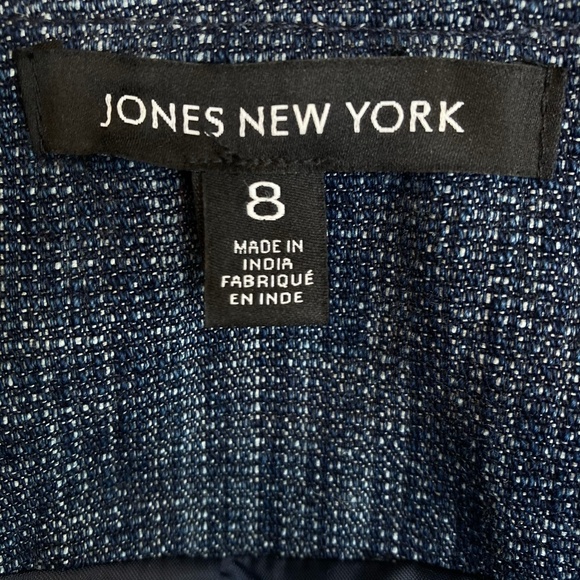 JONES NEW YORK
8
MADE IN
INDIA
FABRIQUÉ
EN INDE